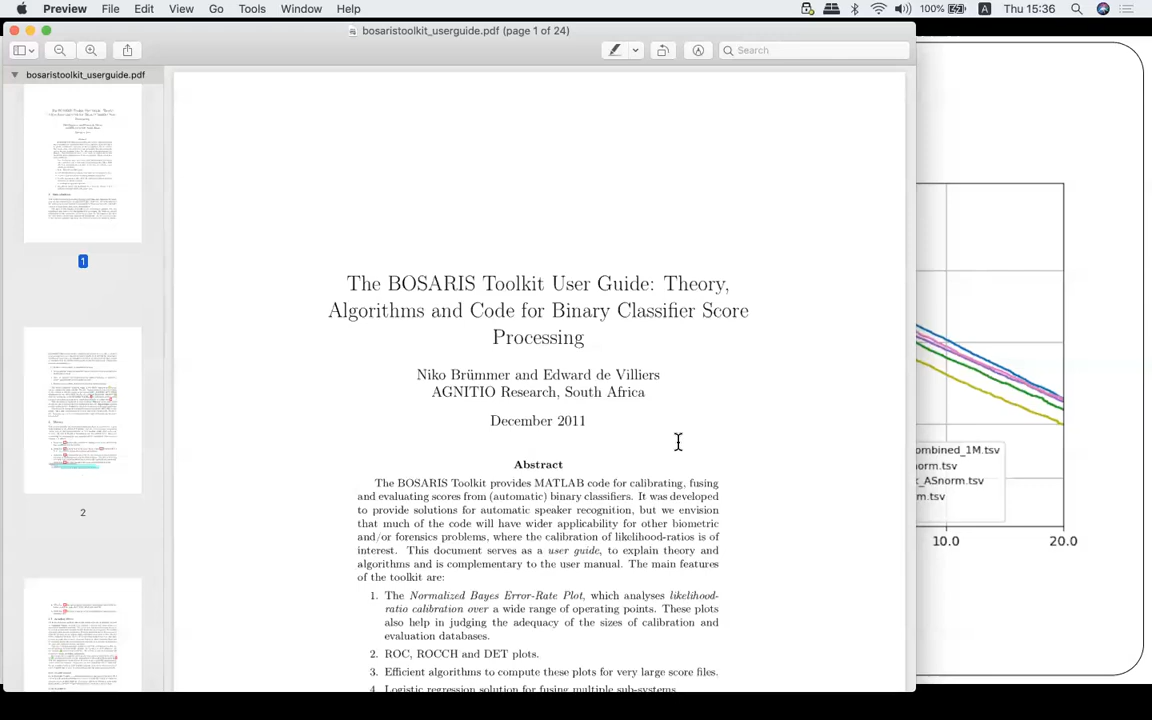 Preview File Edit View Go Tools Window Help 100% A Thu 15:36
bosaristoolkit_userguide.pdf (page 1 of 24)
Search
bosaristoolkit_userguide.pdf
1
2
The BOSARIS Toolkit User Guide: Theory,
Algorithms and Code for Binary Classifier Score
Processing
Niko Brümmer and Edward de Villiers
AGNITIO Research, South Africa
December 2011
Abstract
The BOSARIS Toolkit provides MATLAB code for calibrating, fusing
and evaluating scores from (automatic) binary classifiers. It was developed
to provide solutions for automatic speaker recognition, but we envision
that much of the code will have wider applicability for other biometric
and/or forensics problems, where the calibration of likelihood-ratios is of
interest. This document serves as a user guide, to explain theory and
algorithms and is complementary to the user manual. The main features
of the toolkit are:
1. The Normalized Bayes Error-Rate Plot, which analyses likelihood-
ratio calibration over a wide range of operating points. These plots
also help in judging the adequacy of the sizes of calibration and
evaluation databases.
2. ROC, ROCCH and DET plots.
3. Efficient algorithms to compute these plots for very large score files.
4. Logistic regression solution for fusing multiple sub-systems
ombined_1M.tsv
norm.tsv
_ASnorm.tsv
m.tsv
10.0 20.0